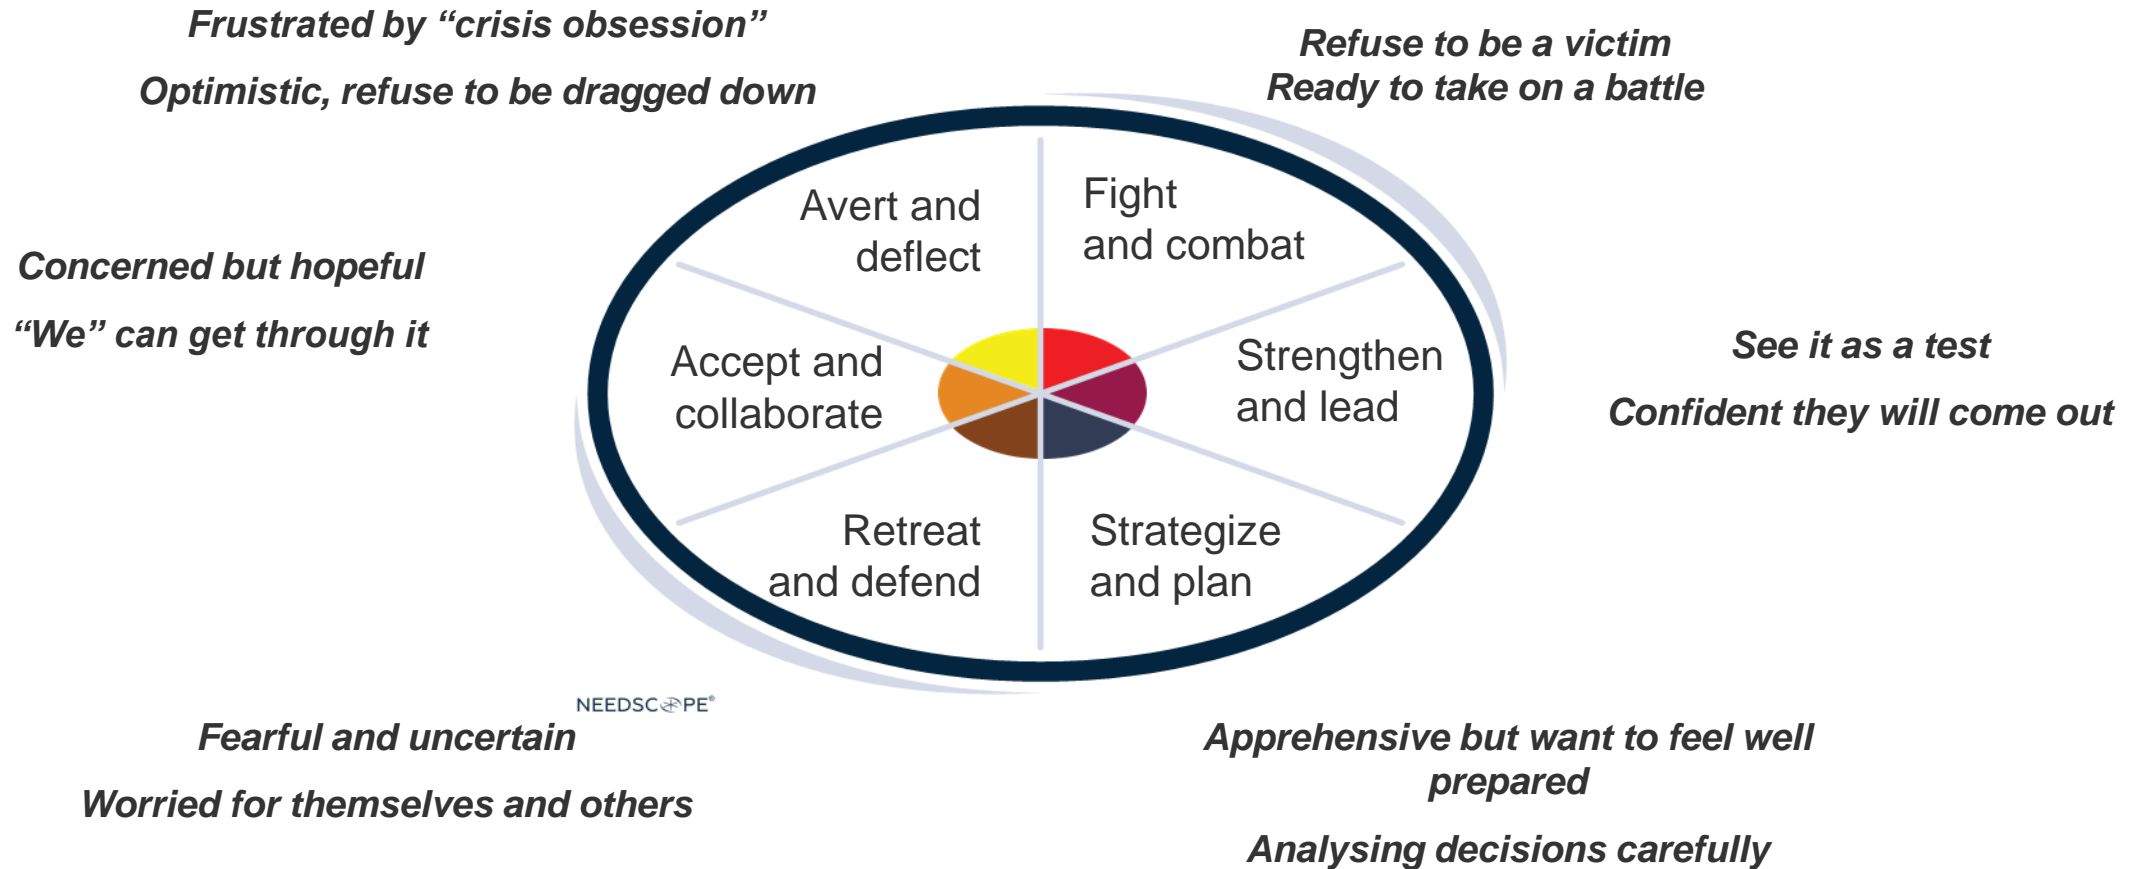 Frustrated by “crisis obsession”
Optimistic, refuse to be dragged down
Refuse to be a victim
Ready to take on a battle
Avert and
deflect
Fight
and combat
Concerned but hopeful
“We” can get through it
Accept and
collaborate
Strengthen
and lead
See it as a test
Confident they will come out
Retreat
and defend
Strategize
and plan
NEEDSCOPE®
Fearful and uncertain
Worried for themselves and others
Apprehensive but want to feel well
prepared
Analysing decisions carefully